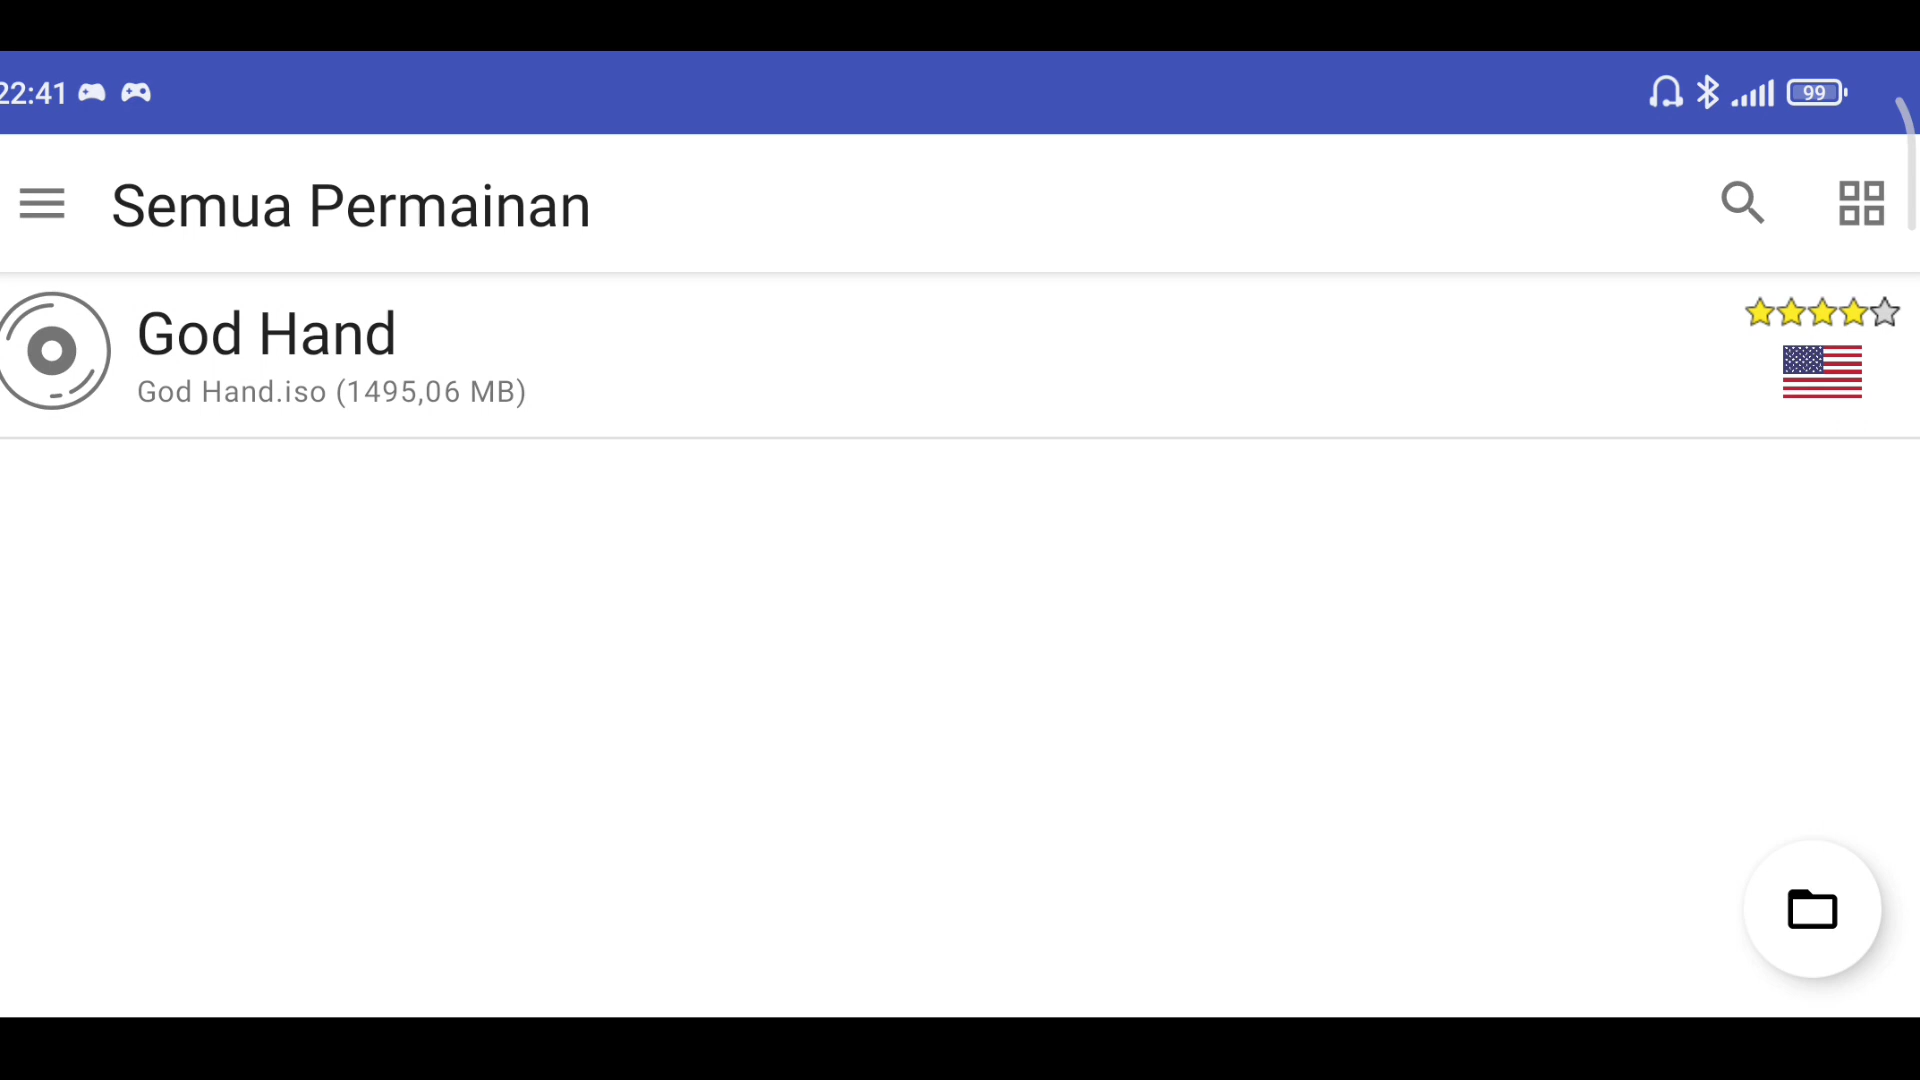 22:41
99
Semua Permainan
God Hand
God Hand.iso (1495,06 MB)